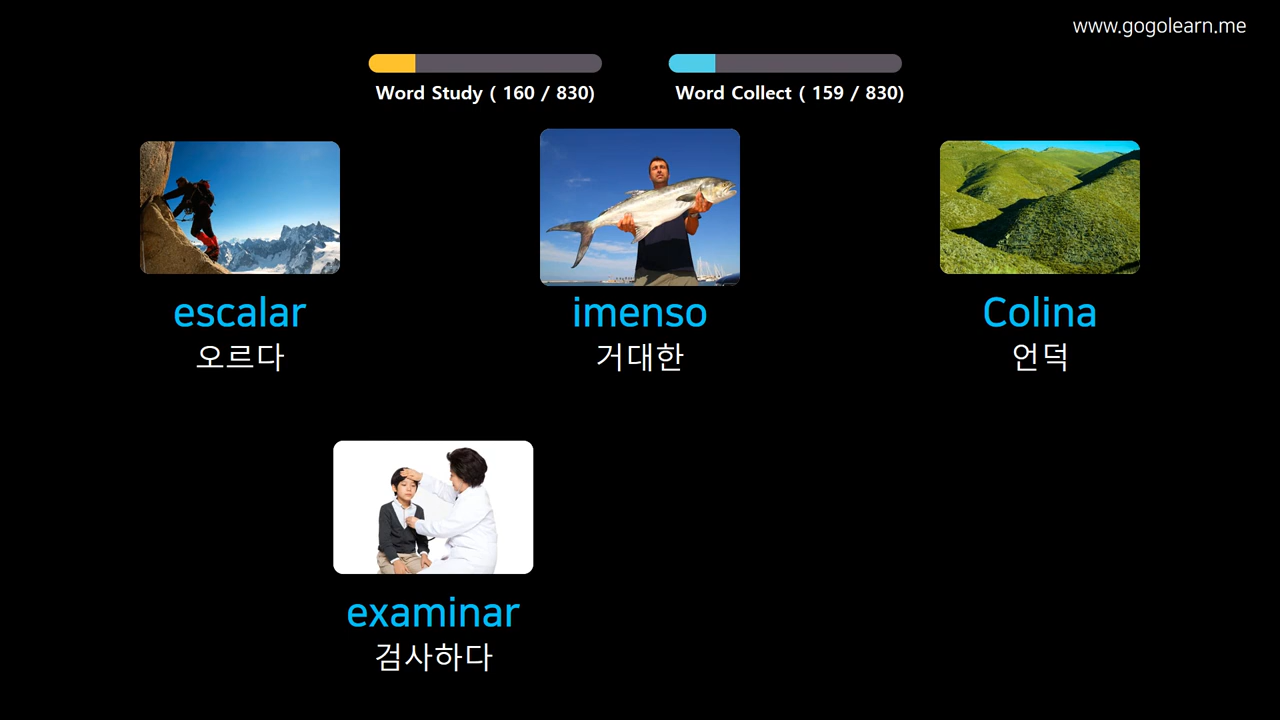 www.gogolearn.me
Word Study ( 160 / 830)
Word Collect ( 159 / 830)
escalar
오르다
imenso
거대한
Colina
언덕
examinar
검사하다